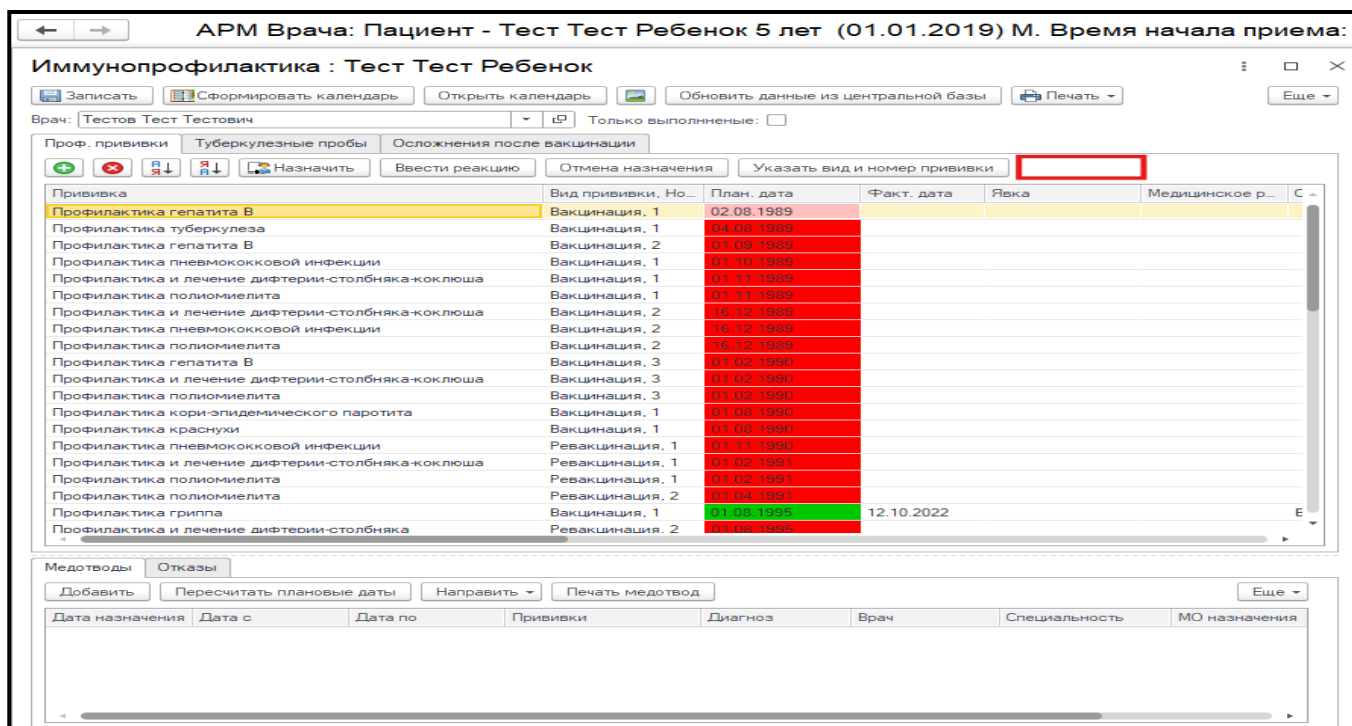 АРМ Врача: Пациент - Тест Тест Ребенок 5 лет (01.01.2019) М. Время начала приема:
Иммунопрофилактика : Тест Тест Ребенок
Записать Сформировать календарь Открыть календарь Обновить данные из центральной базы Печать Еще
Врач: Тестов Тест Тестович Только выполнненые:
Проф. прививки Туберкулезные пробы Осложнения после вакцинации
Назначить Ввести реакцию Отмена назначения Указать вид и номер прививки
Прививка Вид прививки, Но... План. дата Факт. дата Явка Медицинское р... С
Профилактика гепатита В Вакцинация, 1 02.08.1989
Профилактика туберкулеза Вакцинация, 1 04.08.1989
Профилактика гепатита В Вакцинация, 2 01.09.1989
Профилактика пневмококковой инфекции Вакцинация, 1 01.10.1989
Профилактика и лечение дифтерии-столбняка-коклюша Вакцинация, 1 01.11.1989
Профилактика полиомиелита Вакцинация, 1 01.11.1989
Профилактика и лечение дифтерии-столбняка-коклюша Вакцинация, 2 16.12.1989
Профилактика пневмококковой инфекции Вакцинация, 2 16.12.1989
Профилактика полиомиелита Вакцинация, 2 16.12.1989
Профилактика гепатита В Вакцинация, 3 01.02.1990
Профилактика и лечение дифтерии-столбняка-коклюша Вакцинация, 3 01.02.1990
Профилактика полиомиелита Вакцинация, 3 01.02.1990
Профилактика кори-эпидемического паротита Вакцинация, 1 01.08.1990
Профилактика краснухи Вакцинация, 1 01.08.1990
Профилактика пневмококковой инфекции Ревакцинация, 1 01.11.1990
Профилактика и лечение дифтерии-столбняка-коклюша Ревакцинация, 1 01.02.1991
Профилактика полиомиелита Ревакцинация, 1 01.02.1991
Профилактика полиомиелита Ревакцинация, 2 01.04.1991
Профилактика гриппа Вакцинация, 1 01.08.1995 12.10.2022 В
Профилактика и лечение дифтерии-столбняка Ревакцинация, 2 01.08.1995
Медотводы Отказы
Добавить Пересчитать плановые даты Направить Печать медотвод Еще
Дата назначения Дата с Дата по Прививки Диагноз Врач Специальность МО назначения